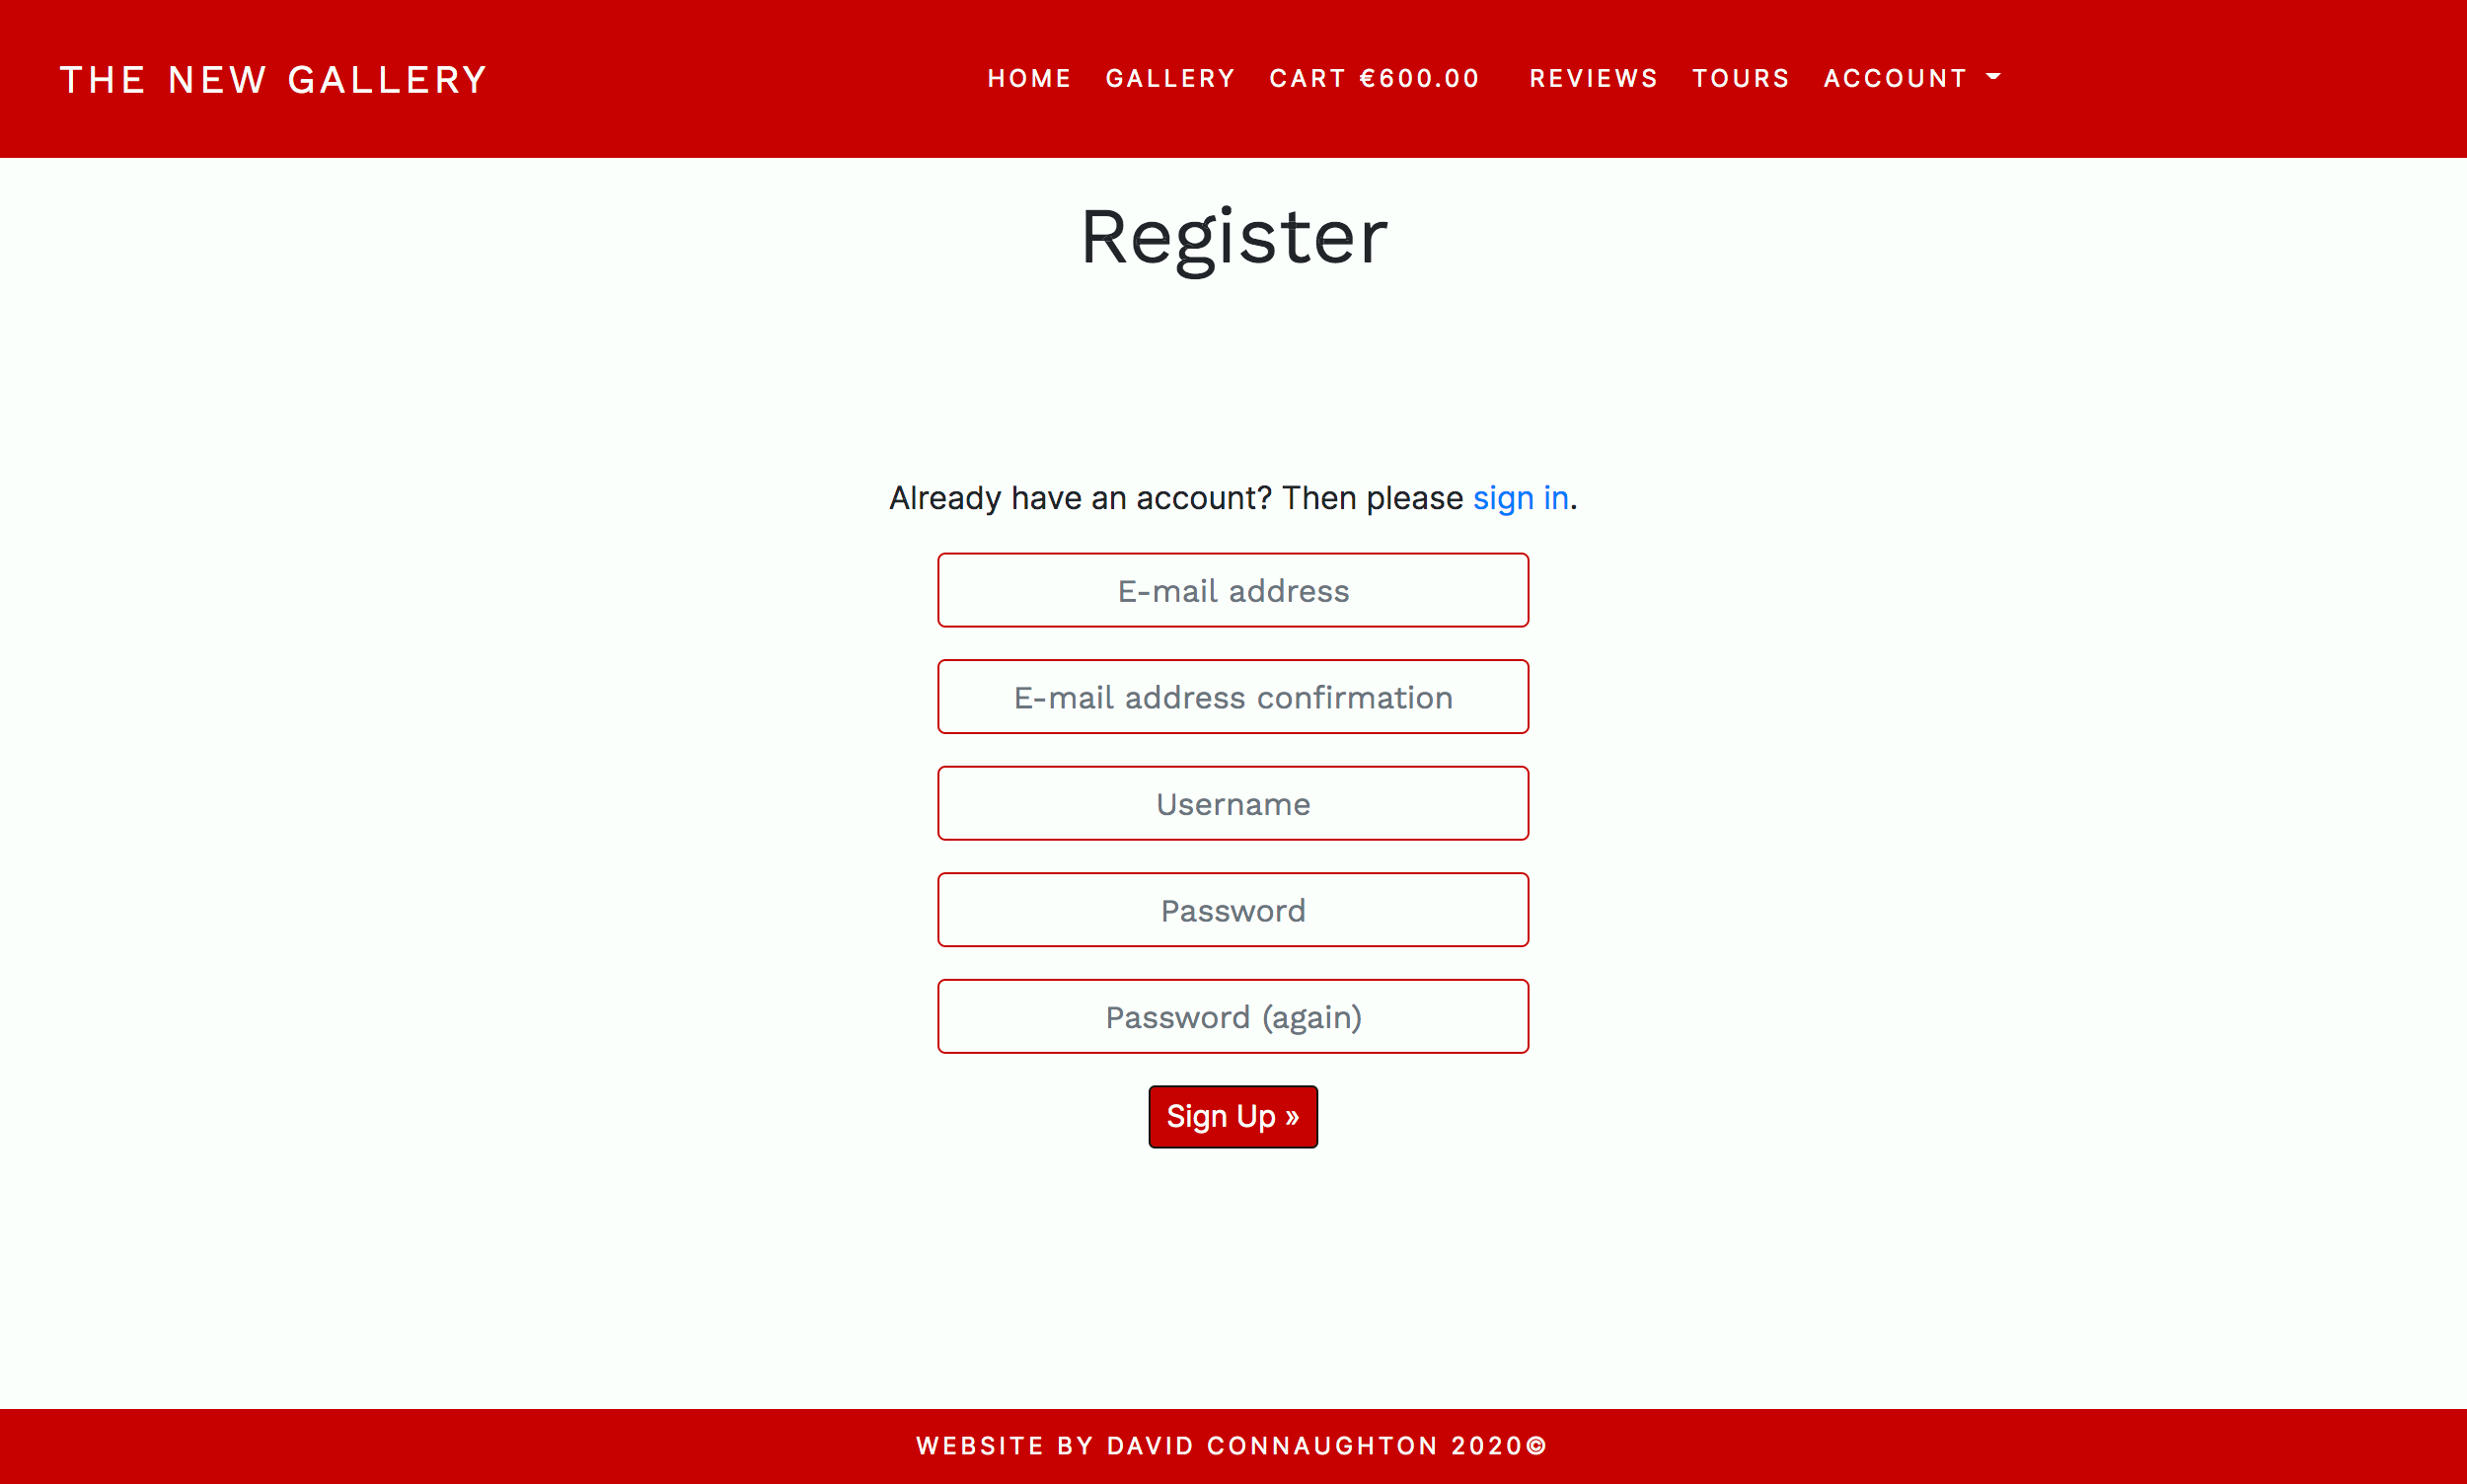 THE NEW GALLERY
HOME GALLERY CART €600.00 REVIEWS TOURS ACCOUNT
Register
Already have an account? Then please sign in.
E-mail address
E-mail address confirmation
Username
Password
Password (again)
Sign Up »
WEBSITE BY DAVID CONNAUGHTON 2020©